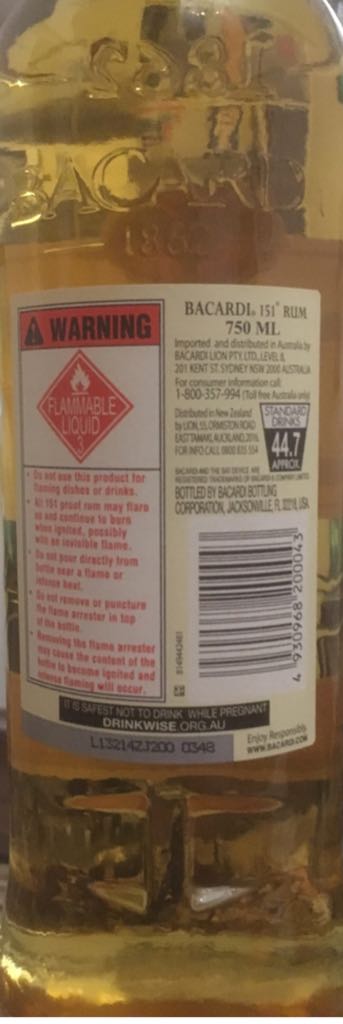 1862
BACARDI
1862
WARNING
FLAMMABLE
LIQUID
3
• Do not use this product for
flaming dishes or drinks.
• All 151 proof rum may flare
up and continue to burn
when ignited, possibly
with an invisible flame.
• Do not pour directly from
bottle near a flame or
intense heat.
• Do not remove or puncture
the flame arrester in top
of the bottle.
• Removing the flame arrester
may cause the content of the
bottle to become ignited and
intense flaming will occur.
BACARDI® 151° RUM
750 ML
Imported and distributed in Australia by
BACARDI LION PTY. LTD., LEVEL 8,
201 KENT ST. SYDNEY NSW 2000 AUSTRALIA
For consumer information call:
1-800-357-994 (Toll free Australia only)
Distributed in New Zealand
by LION, 55, ORMISTON ROAD
EAST TAMAKI, AUCKLAND, 2016.
FOR INFO CALL 0800 835 554
STANDARD
DRINKS
44.7
APPROX.
BACARDI AND THE BAT DEVICE ARE
REGISTERED TRADEMARKS OF BACARDI & COMPANY LIMITED
BOTTLED BY BACARDI BOTTLING
CORPORATION, JACKSONVILLE, FL 32218, USA.
4 930968 200043
IT IS SAFEST NOT TO DRINK WHILE PREGNANT
DRINKWISE.ORG.AU
L13214ZJ200 0348
Enjoy Responsibly
WWW.BACARDI.COM